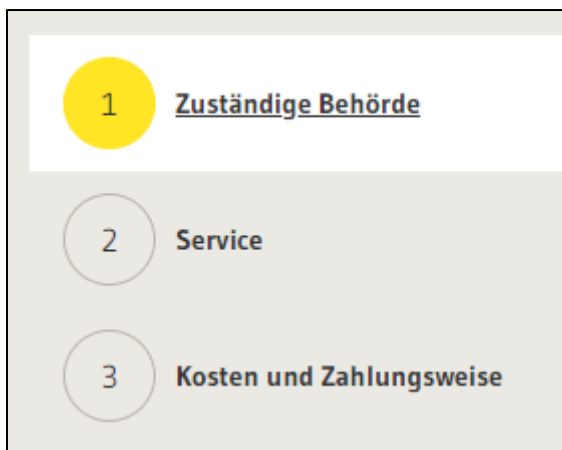 1 Zuständige Behörde
2 Service
3 Kosten und Zahlungsweise